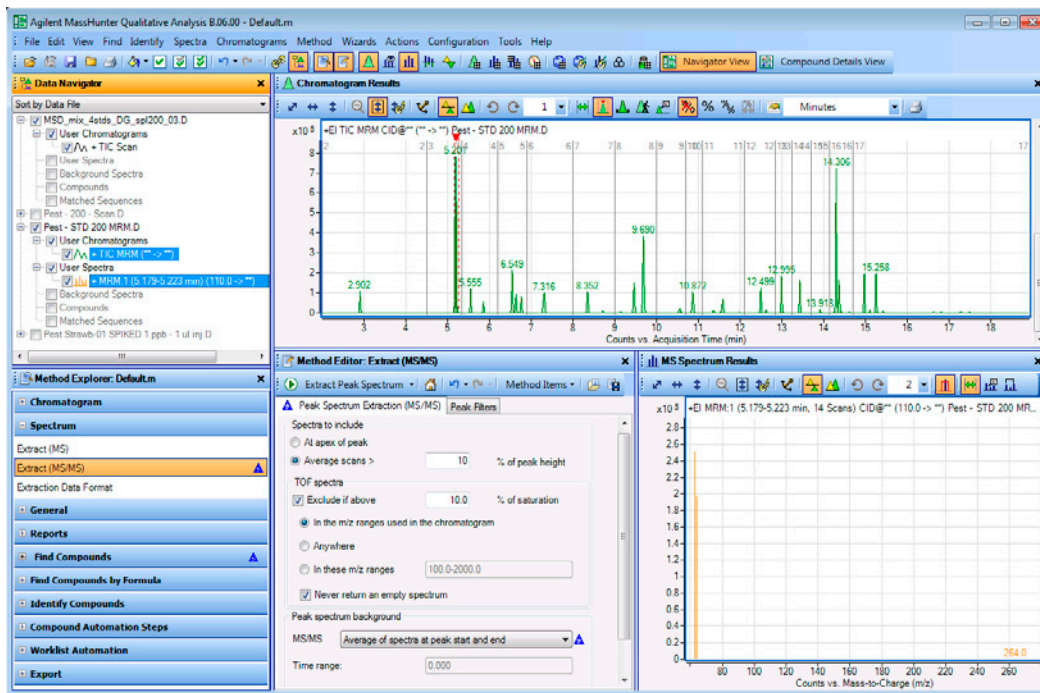 Agilent MassHunter Qualitative Analysis B.06.00 - Default.m
File Edit View Find Identify Spectra Chromatograms Method Wizards Actions Configuration Tools Help
Navigator View Compound Details View
Data Navigator
Sort by Data File
MSD_mix_4stds_DG_spl200_03.D
User Chromatograms
+ TIC Scan
User Spectra
Background Spectra
Compounds
Matched Sequences
Pest - 200 - Scan.D
Pest - STD 200 MRM.D
User Chromatograms
+ TIC MRM (** -> **)
User Spectra
+ MRM:1 (5.179-5.223 min) (110.0 -> **)
Background Spectra
Compounds
Matched Sequences
Pest Strawb-01 SPIKED 1 ppb - 1 ul inj.D
Chromatogram Results
1 Minutes
x10 5 +EI TIC MRM CID@** (** -> **) Pest - STD 200 MRM.D
8
7
6
5
4
3
2
1
0
2.902
5.201
5.555
6.549
7.316
8.352
9.690
10.872
12.499
12.995
13.918
14.306
15.258
3 4 5 6 7 8 9 10 11 12 13 14 15 16 17 18
Counts vs. Acquisition Time (min)
Method Explorer: Default.m
Chromatogram
Spectrum
Extract (MS)
Extract (MS/MS)
Extraction Data Format
General
Reports
Find Compounds
Find Compounds by Formula
Identify Compounds
Compound Automation Steps
Worklist Automation
Export
Method Editor: Extract (MS/MS)
Extract Peak Spectrum Method Items
Peak Spectrum Extraction (MS/MS) Peak Filters
Spectra to include
At apex of peak
Average scans > 10 % of peak height
TOF spectra
Exclude if above 10.0 % of saturation
In the m/z ranges used in the chromatogram
Anywhere
In these m/z ranges 100.0-2000.0
Never return an empty spectrum
Peak spectrum background
MS/MS Average of spectra at peak start and end
Time range: 0.000
MS Spectrum Results
2
x10 5 +EI MRM:1 (5.179-5.223 min, 14 Scans) CID@** (110.0 -> **) Pest - STD 200 MR...
2.8
2.6
2.4
2.2
2
1.8
1.6
1.4
1.2
1
0.8
0.6
0.4
0.2
0
264.0
80 100 120 140 160 180 200 220 240 260
Counts vs. Mass-to-Charge (m/z)